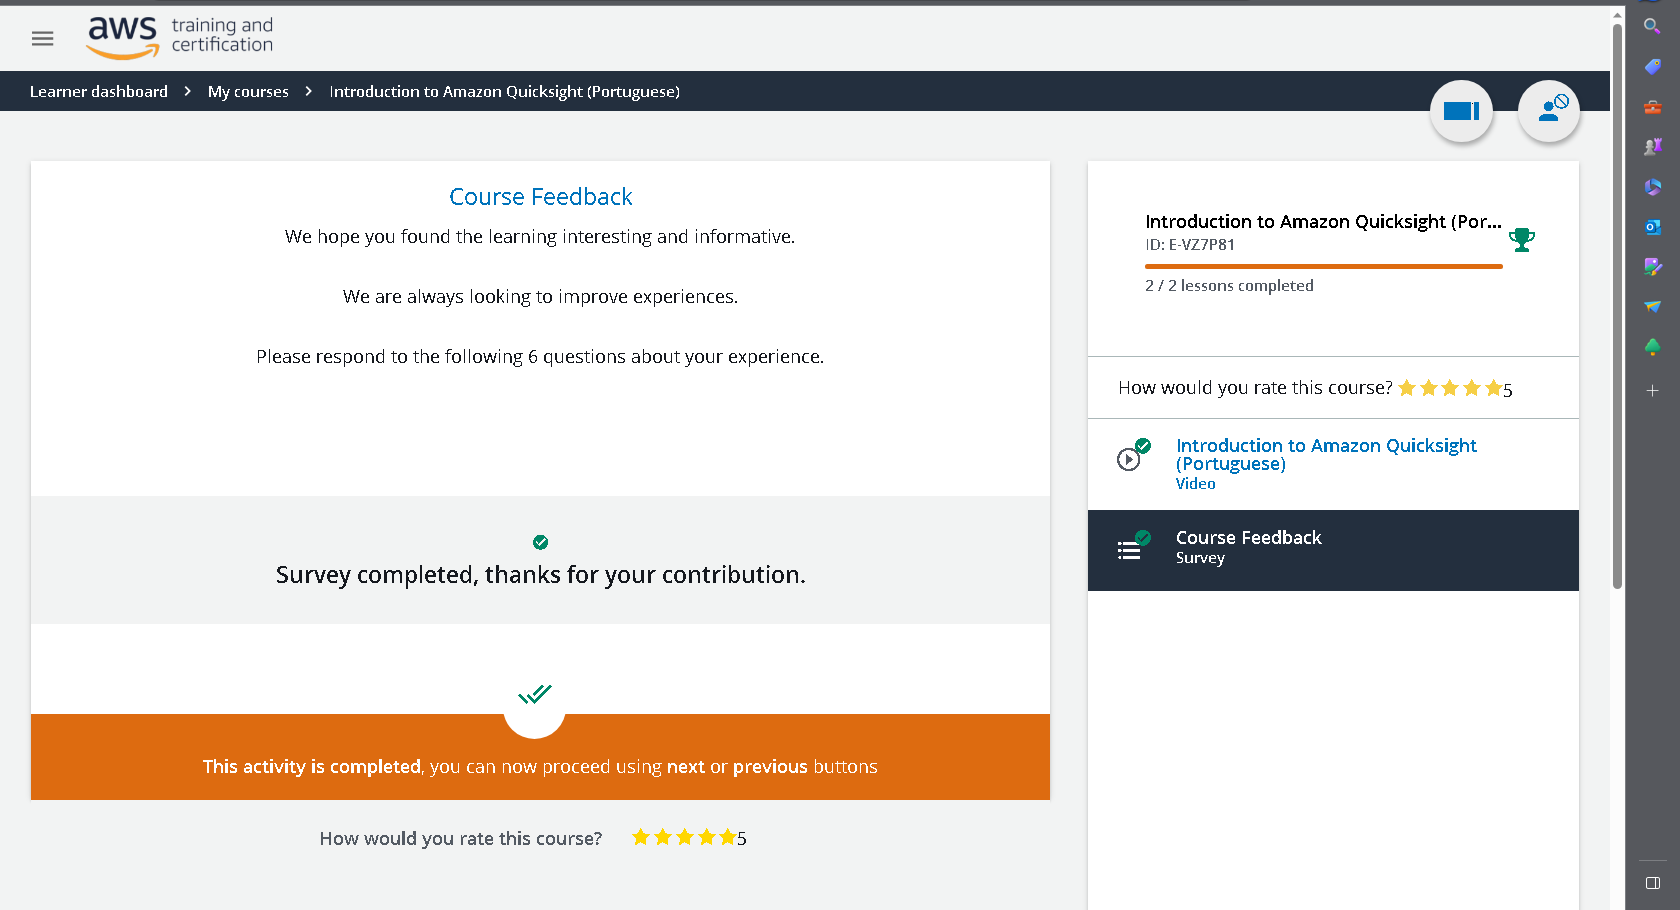 aws training and
certification
Learner dashboard > My courses > Introduction to Amazon Quicksight (Portuguese)
Course Feedback
We hope you found the learning interesting and informative.
We are always looking to improve experiences.
Please respond to the following 6 questions about your experience.
Survey completed, thanks for your contribution.
This activity is completed, you can now proceed using next or previous buttons
How would you rate this course? 5
Introduction to Amazon Quicksight (Por...
ID: E-VZ7P81
2 / 2 lessons completed
How would you rate this course? 5
Introduction to Amazon Quicksight
(Portuguese)
Video
Course Feedback
Survey